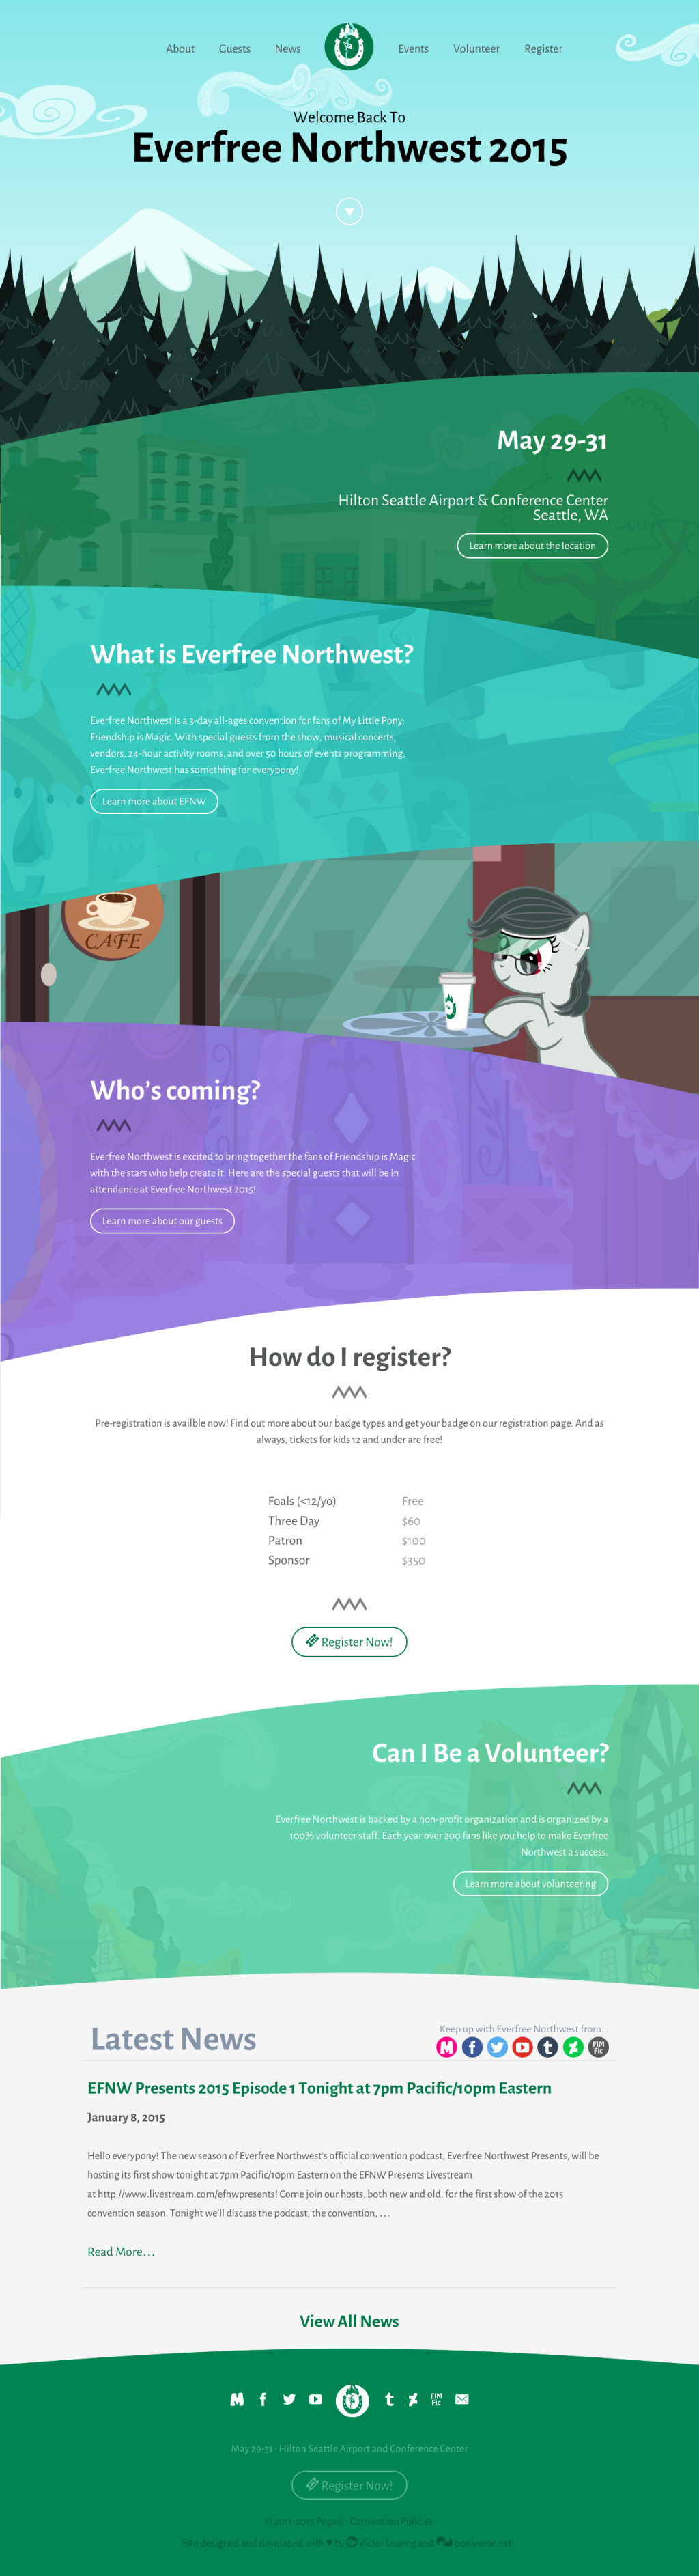 About Guests News Events Volunteer Register
Welcome Back To
Everfree Northwest 2015
May 29-31
Hilton Seattle Airport & Conference Center
Seattle, WA
Learn more about the location
What is Everfree Northwest?
Everfree Northwest is a 3-day all-ages convention for fans of My Little Pony:
Friendship is Magic. With special guests from the show, musical concerts,
vendors, 24-hour activity rooms, and over 50 hours of events programming,
Everfree Northwest has something for everypony!
Learn more about EFNW
CAFE
Who's coming?
Everfree Northwest is excited to bring together the fans of Friendship is Magic
with the stars who help create it. Here are the special guests that will be in
attendance at Everfree Northwest 2015!
Learn more about our guests
How do I register?
Pre-registration is availble now! Find out more about our badge types and get your badge on our registration page. And as
always, tickets for kids 12 and under are free!
Foals (<12/yo) Free
Three Day $60
Patron $100
Sponsor $350
Register Now!
Can I Be a Volunteer?
Everfree Northwest is backed by a non-profit organization and is organized by a
100% volunteer staff. Each year over 200 fans like you help to make Everfree
Northwest a success.
Learn more about volunteering
Latest News
Keep up with Everfree Northwest from...
FiM
Fic
EFNW Presents 2015 Episode 1 Tonight at 7pm Pacific/10pm Eastern
January 8, 2015
Hello everypony! The new season of Everfree Northwest's official convention podcast, Everfree Northwest Presents, will be
hosting its first show tonight at 7pm Pacific/10pm Eastern on the EFNW Presents Livestream
at http://www.livestream.com/efnwpresents! Come join our hosts, both new and old, for the first show of the 2015
convention season. Tonight we'll discuss the podcast, the convention, …
Read More…
View All News
FiM
Fic
May 29-31 · Hilton Seattle Airport and Conference Center
Register Now!
© 2011-2015 Pegasi · Convention Policies
Site designed and developed with ♥ by Victor Lourng and poniverse.net